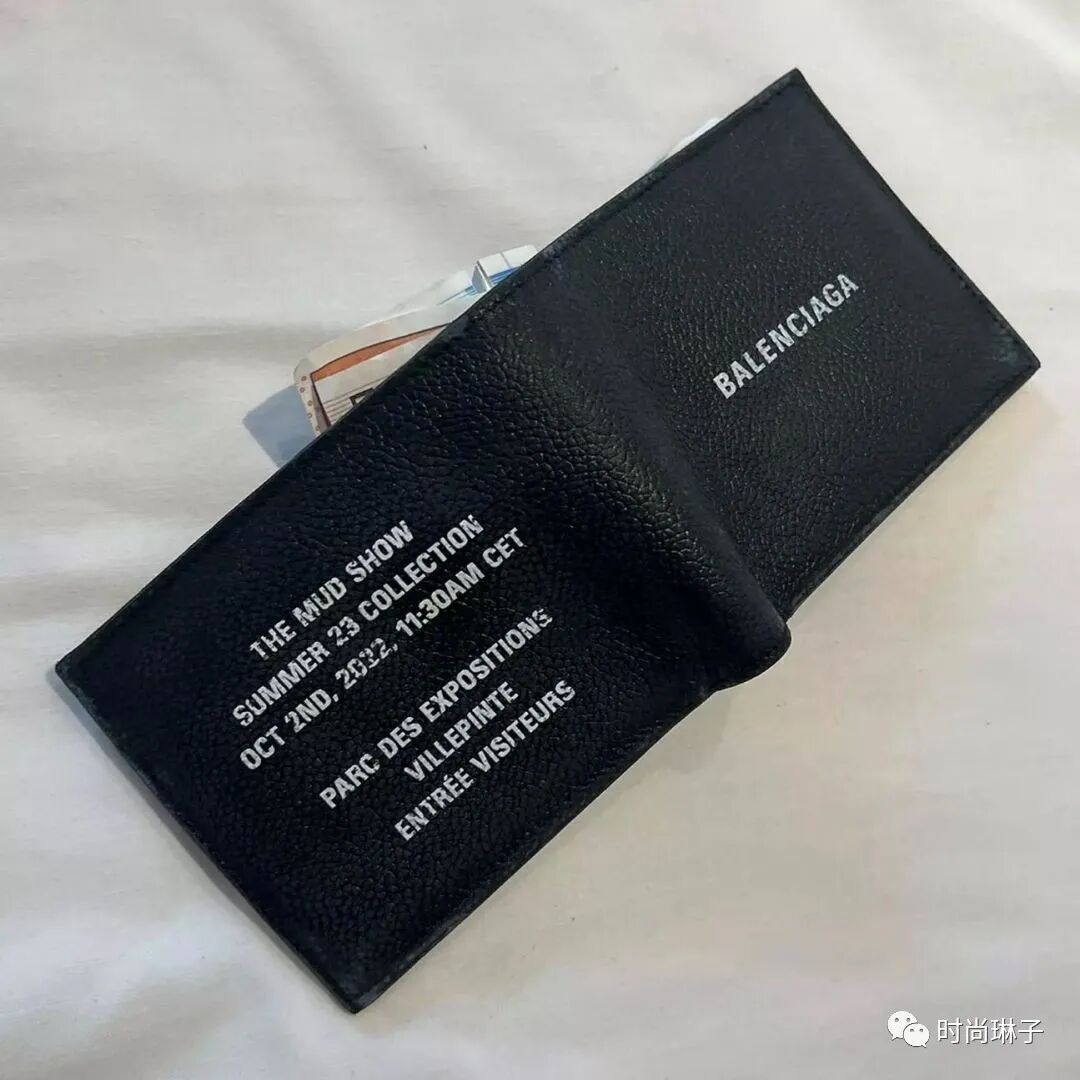 BALENCIAGA
THE MUD SHOW
SUMMER 23 COLLECTION
OCT 2ND, 2022, 11:30AM CET
PARC DES EXPOSITIONS
VILLEPINTE
ENTRÉE VISITEURS
时尚琳子